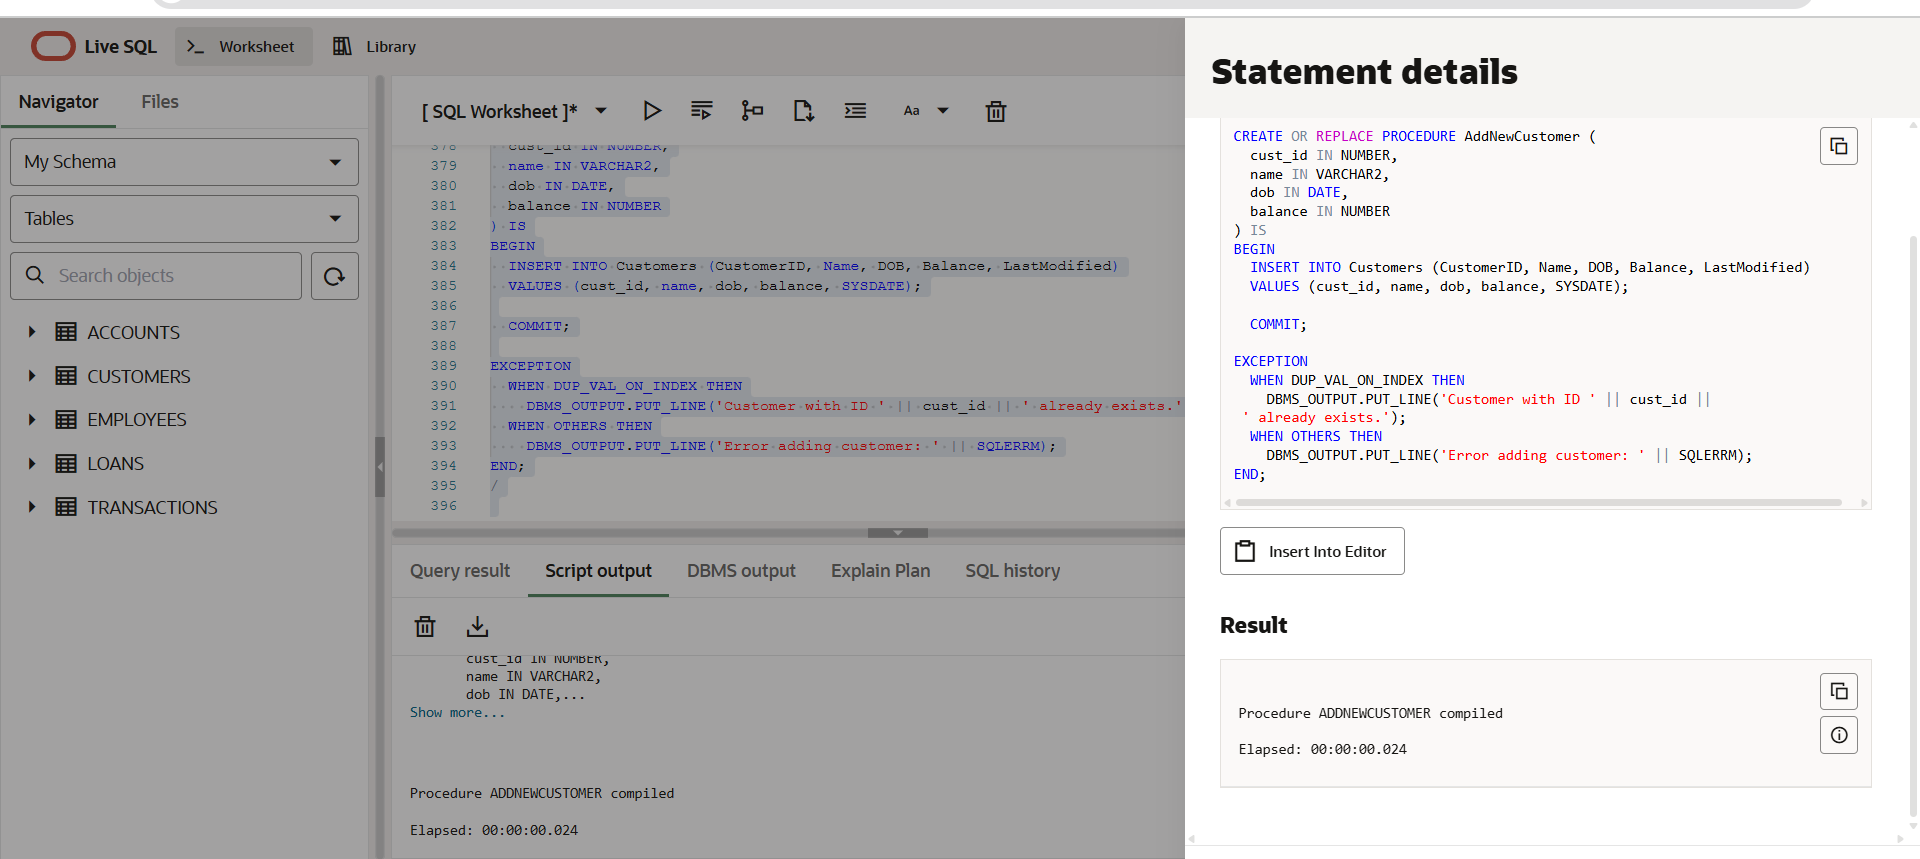 Live SQL
Worksheet
Library
Navigator
Files
My Schema
Tables
Search objects
ACCOUNTS
CUSTOMERS
EMPLOYEES
LOANS
TRANSACTIONS
[ SQL Worksheet ]*
Aa
378 cust_id IN NUMBER,
379 name IN VARCHAR2,
380 dob IN DATE,
381 balance IN NUMBER
382 ) IS
383 BEGIN
384 INSERT INTO Customers (CustomerID, Name, DOB, Balance, LastModified)
385 VALUES (cust_id, name, dob, balance, SYSDATE);
386
387 COMMIT;
388
389 EXCEPTION
390 WHEN DUP_VAL_ON_INDEX THEN
391 DBMS_OUTPUT.PUT_LINE('Customer with ID ' || cust_id || ' already exists.'
392 WHEN OTHERS THEN
393 DBMS_OUTPUT.PUT_LINE('Error adding customer: ' || SQLERRM);
394 END;
395 /
396
Query result
Script output
DBMS output
Explain Plan
SQL history
cust_id IN NUMBER,
name IN VARCHAR2,
dob IN DATE,...
Show more...
Procedure ADDNEWCUSTOMER compiled
Elapsed: 00:00:00.024
Statement details
CREATE OR REPLACE PROCEDURE AddNewCustomer (
cust_id IN NUMBER,
name IN VARCHAR2,
dob IN DATE,
balance IN NUMBER
) IS
BEGIN
INSERT INTO Customers (CustomerID, Name, DOB, Balance, LastModified)
VALUES (cust_id, name, dob, balance, SYSDATE);
COMMIT;
EXCEPTION
WHEN DUP_VAL_ON_INDEX THEN
DBMS_OUTPUT.PUT_LINE('Customer with ID ' || cust_id ||
' already exists.');
WHEN OTHERS THEN
DBMS_OUTPUT.PUT_LINE('Error adding customer: ' || SQLERRM);
END;
Insert Into Editor
Result
Procedure ADDNEWCUSTOMER compiled
Elapsed: 00:00:00.024